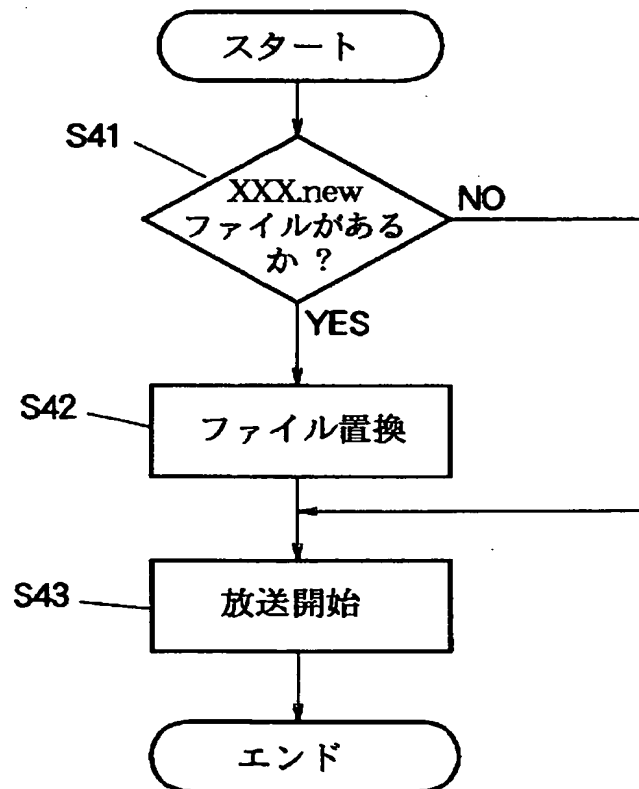 スタート
S41
XXX.new
ファイルがある
か ?
NO
YES
S42
ファイル置換
S43
放送開始
エンド